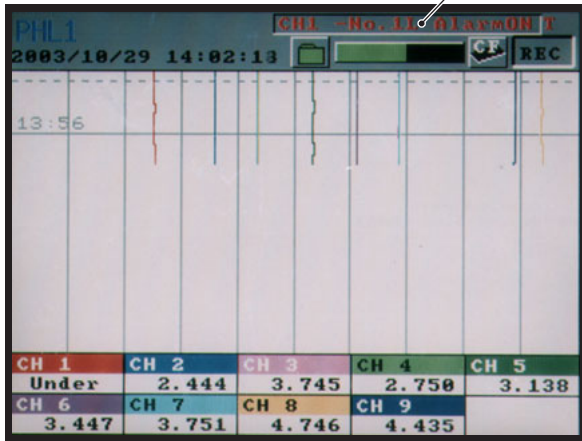 PHL1
CH1 -No.11 AlarmON T
2003/10/29 14:02:13
CF
REC
13:56
CH 1 CH 2 CH 3 CH 4 CH 5
Under 2.444 3.745 2.750 3.138
CH 6 CH 7 CH 8 CH 9
3.447 3.751 4.746 4.435